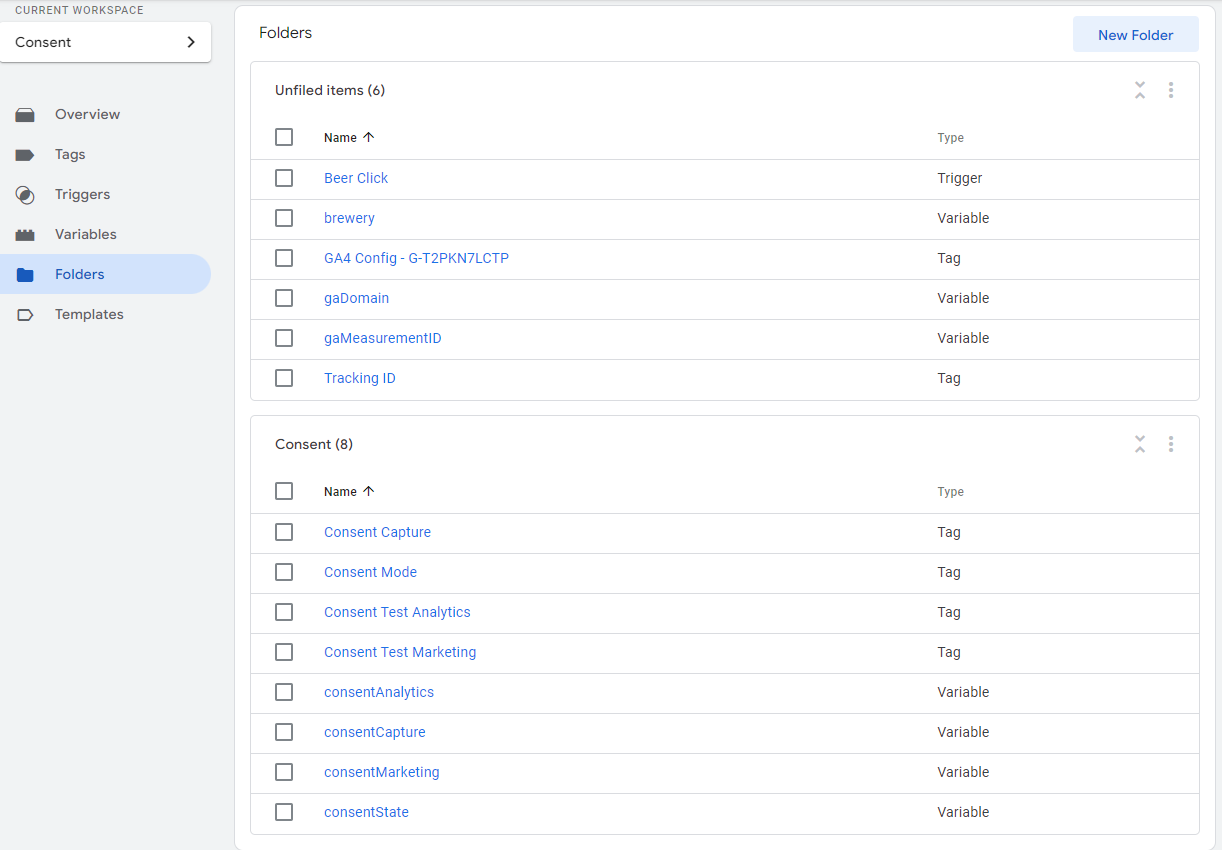 CURRENT WORKSPACE
Consent
Overview
Tags
Triggers
Variables
Folders
Templates
Folders
New Folder
Unfiled items (6)
Name Type
Beer Click Trigger
brewery Variable
GA4 Config - G-T2PKN7LCTP Tag
gaDomain Variable
gaMeasurementID Variable
Tracking ID Tag
Consent (8)
Name Type
Consent Capture Tag
Consent Mode Tag
Consent Test Analytics Tag
Consent Test Marketing Tag
consentAnalytics Variable
consentCapture Variable
consentMarketing Variable
consentState Variable